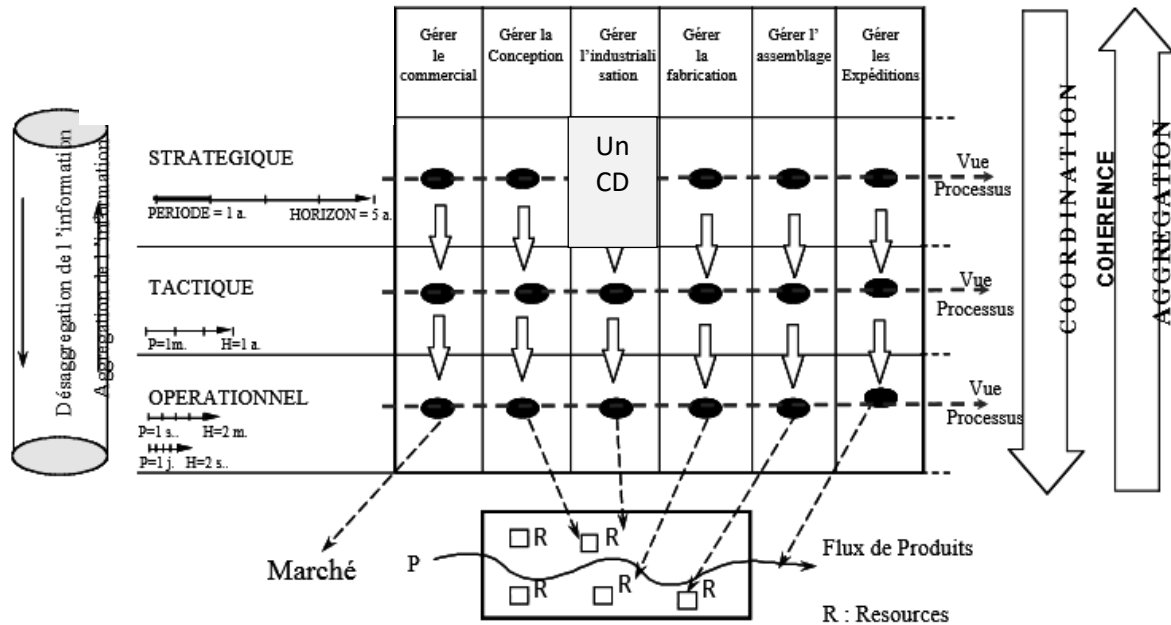 Gérer
le
commercial
Gérer la
Conception
Gérer
l'industriali
sation
Gérer
la
fabrication
Gérer l'
assemblage
Gérer
les
Expéditions
Désaggregation de l'information
Aggregation de l'information
STRATEGIQUE
PERIODE = 1 a.
HORIZON = 5 a.
Un
CD
Vue
Processus
TACTIQUE
P=1m.
H=1 a.
Vue
Processus
OPERATIONNEL
P=1 s..
H=2 m.
P=1 j.
H=2 s..
Vue
Processus
COORDINATION
COHERENCE
AGGREGATION
Marché
P
R
R
R
R
R
Flux de Produits
R : Resources